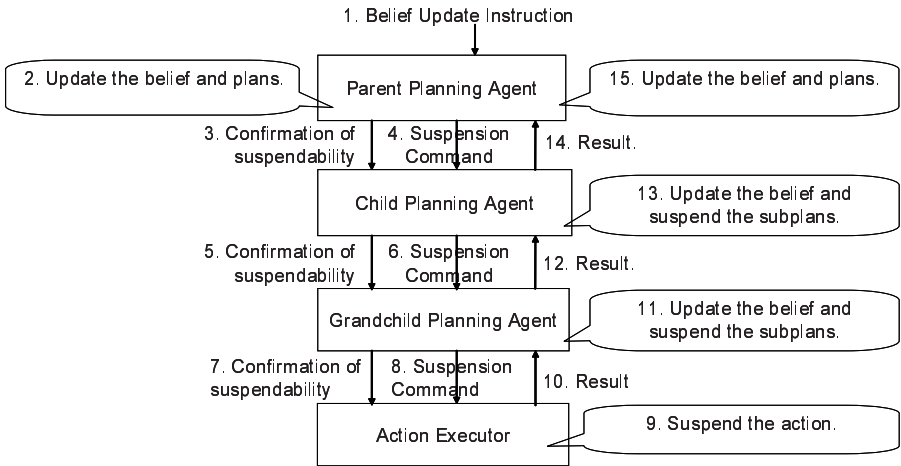 1. Belief Update Instruction
2. Update the belief and plans.
Parent Planning Agent
15. Update the belief and plans.
3. Confirmation of
suspendability
4. Suspension
Command
14. Result.
Child Planning Agent
13. Update the belief and
suspend the subplans.
5. Confirmation of
suspendability
6. Suspension
Command
12. Result.
Grandchild Planning Agent
11. Update the belief and
suspend the subplans.
7. Confirmation of
suspendability
8. Suspension
Command
10. Result
Action Executor
9. Suspend the action.